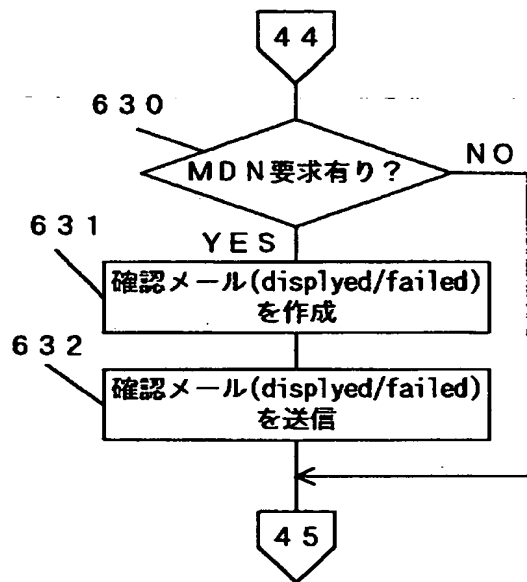 44
630
MDN要求有り?
NO
YES
631
確認メール(displyed/failed)
を作成
632
確認メール(displyed/failed)
を送信
45